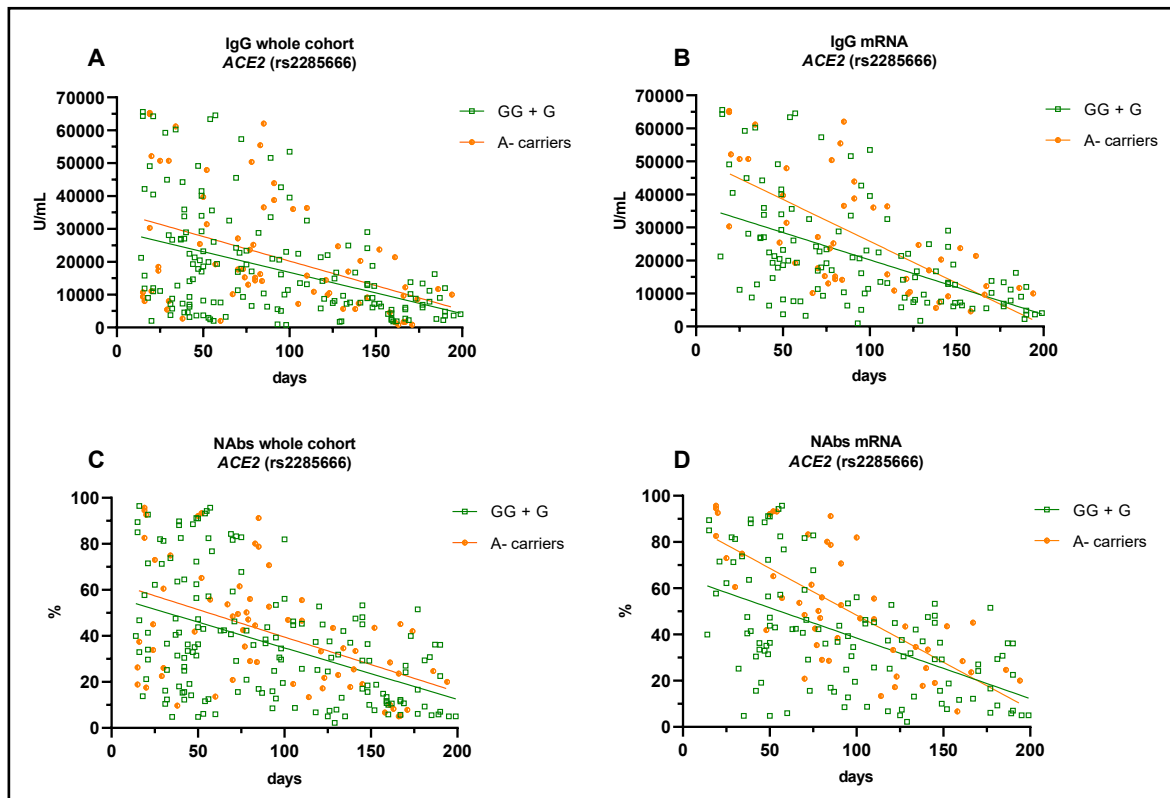 A
IgG whole cohort
ACE2 (rs2285666)
70000
60000
50000
40000
30000
20000
10000
0
U/mL
0 50 100 150 200
days
GG + G
A- carriers
B
IgG mRNA
ACE2 (rs2285666)
70000
60000
50000
40000
30000
20000
10000
0
U/mL
0 50 100 150 200
days
GG + G
A- carriers
C
NAbs whole cohort
ACE2 (rs2285666)
100
80
60
40
20
0
%
0 50 100 150 200
days
GG + G
A- carriers
D
NAbs mRNA
ACE2 (rs2285666)
100
80
60
40
20
0
%
0 50 100 150 200
days
GG + G
A- carriers